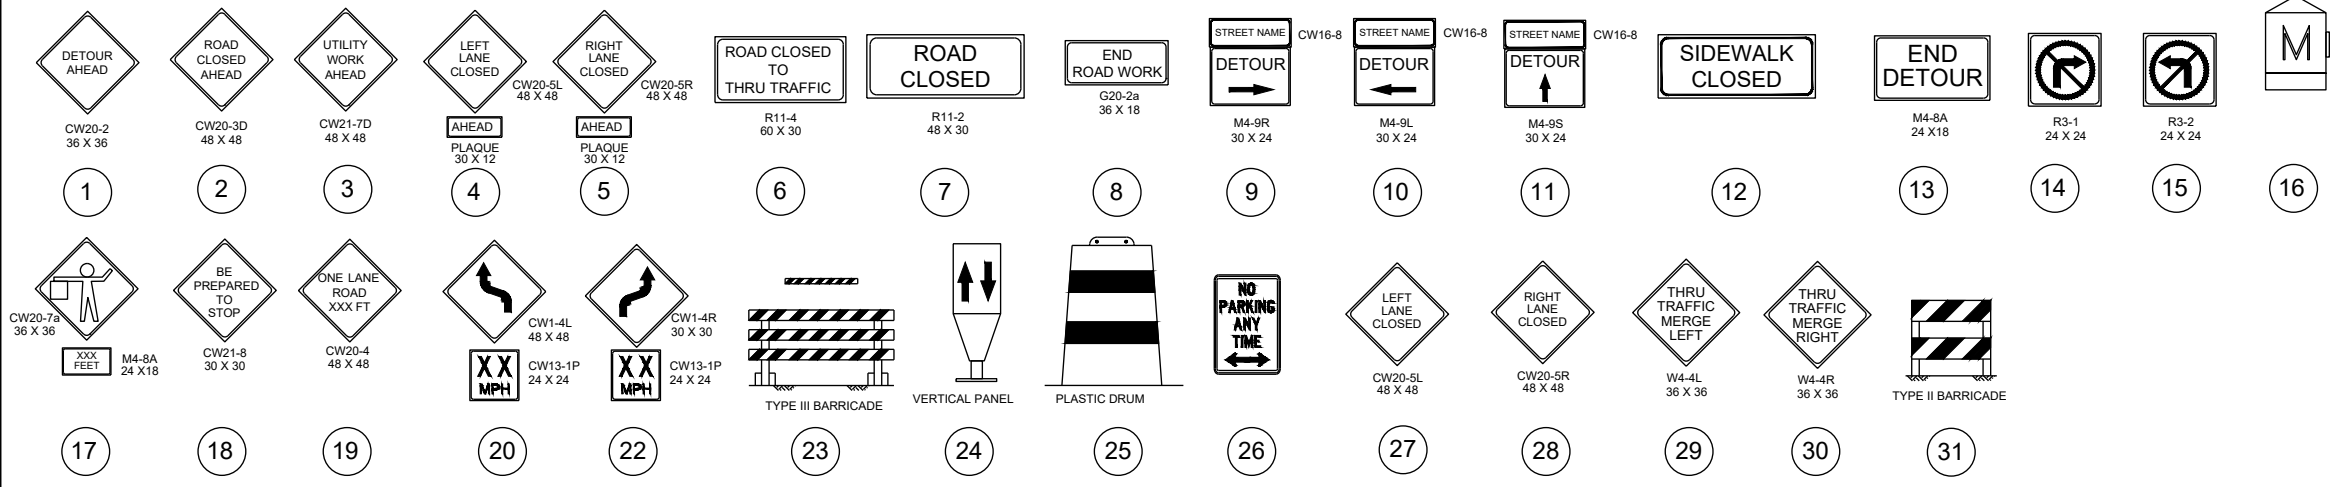 DETOUR
AHEAD
CW20-2
36 X 36
1
ROAD
CLOSED
AHEAD
CW20-3D
48 X 48
2
UTILITY
WORK
AHEAD
CW21-7D
48 X 48
3
LEFT
LANE
CLOSED
CW20-5L
48 X 48
AHEAD
PLAQUE
30 X 12
4
RIGHT
LANE
CLOSED
CW20-5R
48 X 48
AHEAD
PLAQUE
30 X 12
5
ROAD CLOSED
TO
THRU TRAFFIC
R11-4
60 X 30
6
ROAD
CLOSED
R11-2
48 X 30
7
END
ROAD WORK
G20-2a
36 X 18
8
STREET NAME
CW16-8
DETOUR
M4-9R
30 X 24
9
STREET NAME
CW16-8
DETOUR
M4-9L
30 X 24
10
STREET NAME
CW16-8
DETOUR
M4-9S
30 X 24
11
SIDEWALK
CLOSED
12
END
DETOUR
M4-8A
24 X18
13
R3-1
24 X 24
14
R3-2
24 X 24
15
M
16
CW20-7a
36 X 36
XXX
FEET
M4-8A
24 X18
17
BE
PREPARED
TO
STOP
CW21-8
30 X 30
18
ONE LANE
ROAD
XXX FT
CW20-4
48 X 48
19
CW1-4L
48 X 48
X X
MPH
CW13-1P
24 X 24
20
CW1-4R
30 X 30
X X
MPH
CW13-1P
24 X 24
22
TYPE III BARRICADE
23
VERTICAL PANEL
24
PLASTIC DRUM
25
NO
PARKING
ANY
TIME
26
LEFT
LANE
CLOSED
CW20-5L
48 X 48
27
RIGHT
LANE
CLOSED
CW20-5R
48 X 48
28
THRU
TRAFFIC
MERGE
LEFT
W4-4L
36 X 36
29
THRU
TRAFFIC
MERGE
RIGHT
W4-4R
36 X 36
30
TYPE II BARRICADE
31